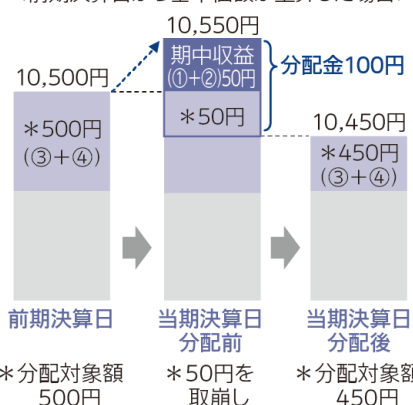 10,550円
期中収益
(①+②)50円
分配金100円
10,500円
＊50円
10,450円
＊500円
(③+④)
＊450円
(③+④)
前期決算日
当期決算日
分配前
当期決算日
分配後
＊分配対象額
500円
＊50円を
取崩し
＊分配対象額
450円